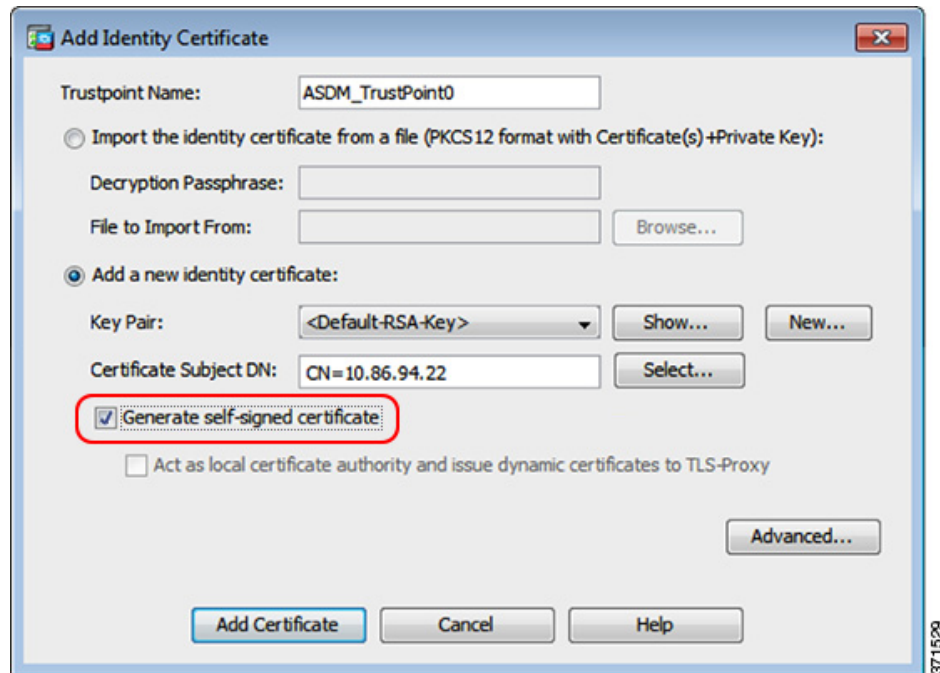 Add Identity Certificate
Trustpoint Name: ASDM_TrustPoint0
Import the identity certificate from a file (PKCS12 format with Certificate(s)+Private Key):
Decryption Passphrase:
File to Import From: Browse...
Add a new identity certificate:
Key Pair: <Default-RSA-Key> Show... New...
Certificate Subject DN: CN=10.86.94.22 Select...
Generate self-signed certificate
Act as local certificate authority and issue dynamic certificates to TLS-Proxy
Advanced...
Add Certificate Cancel Help
371529